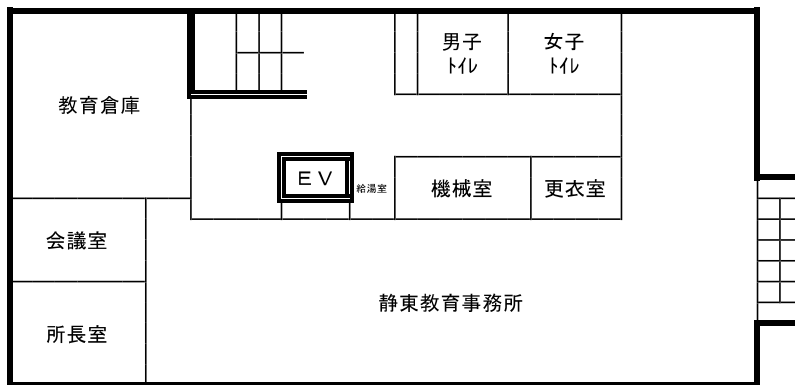 男子
ﾄｲﾚ
女子
ﾄｲﾚ
教育倉庫
ＥＶ
給湯室
機械室
更衣室
会議室
静東教育事務所
所長室